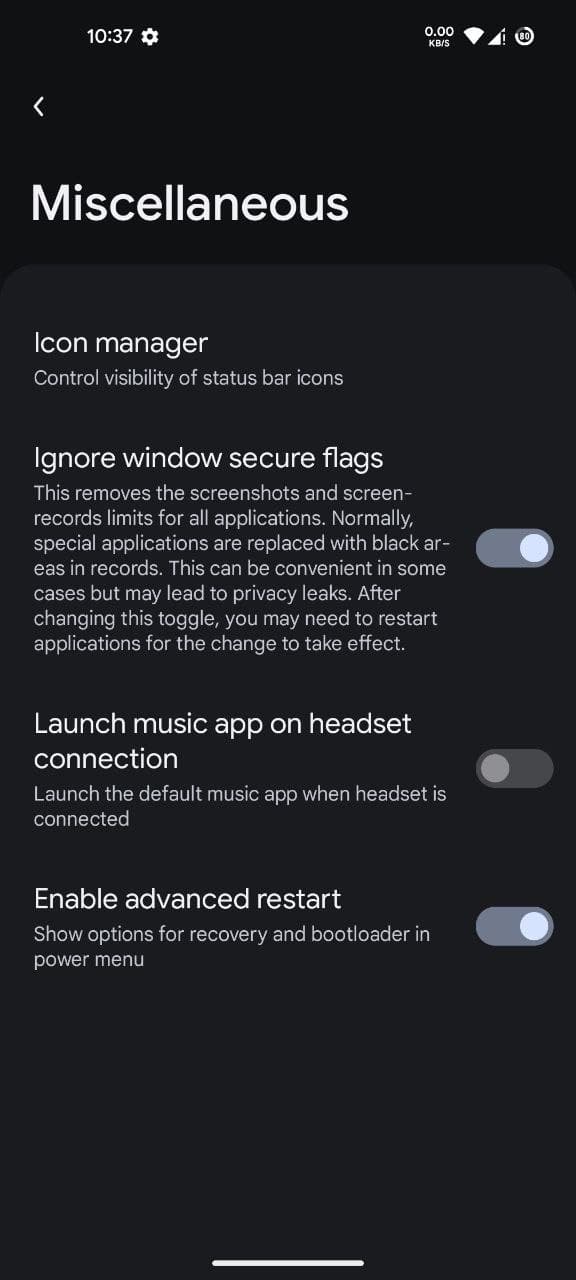 10:37
0.00
KB/S
80
Miscellaneous
Icon manager
Control visibility of status bar icons
Ignore window secure flags
This removes the screenshots and screen-
records limits for all applications. Normally,
special applications are replaced with black ar-
eas in records. This can be convenient in some
cases but may lead to privacy leaks. After
changing this toggle, you may need to restart
applications for the change to take effect.
Launch music app on headset
connection
Launch the default music app when headset is
connected
Enable advanced restart
Show options for recovery and bootloader in
power menu